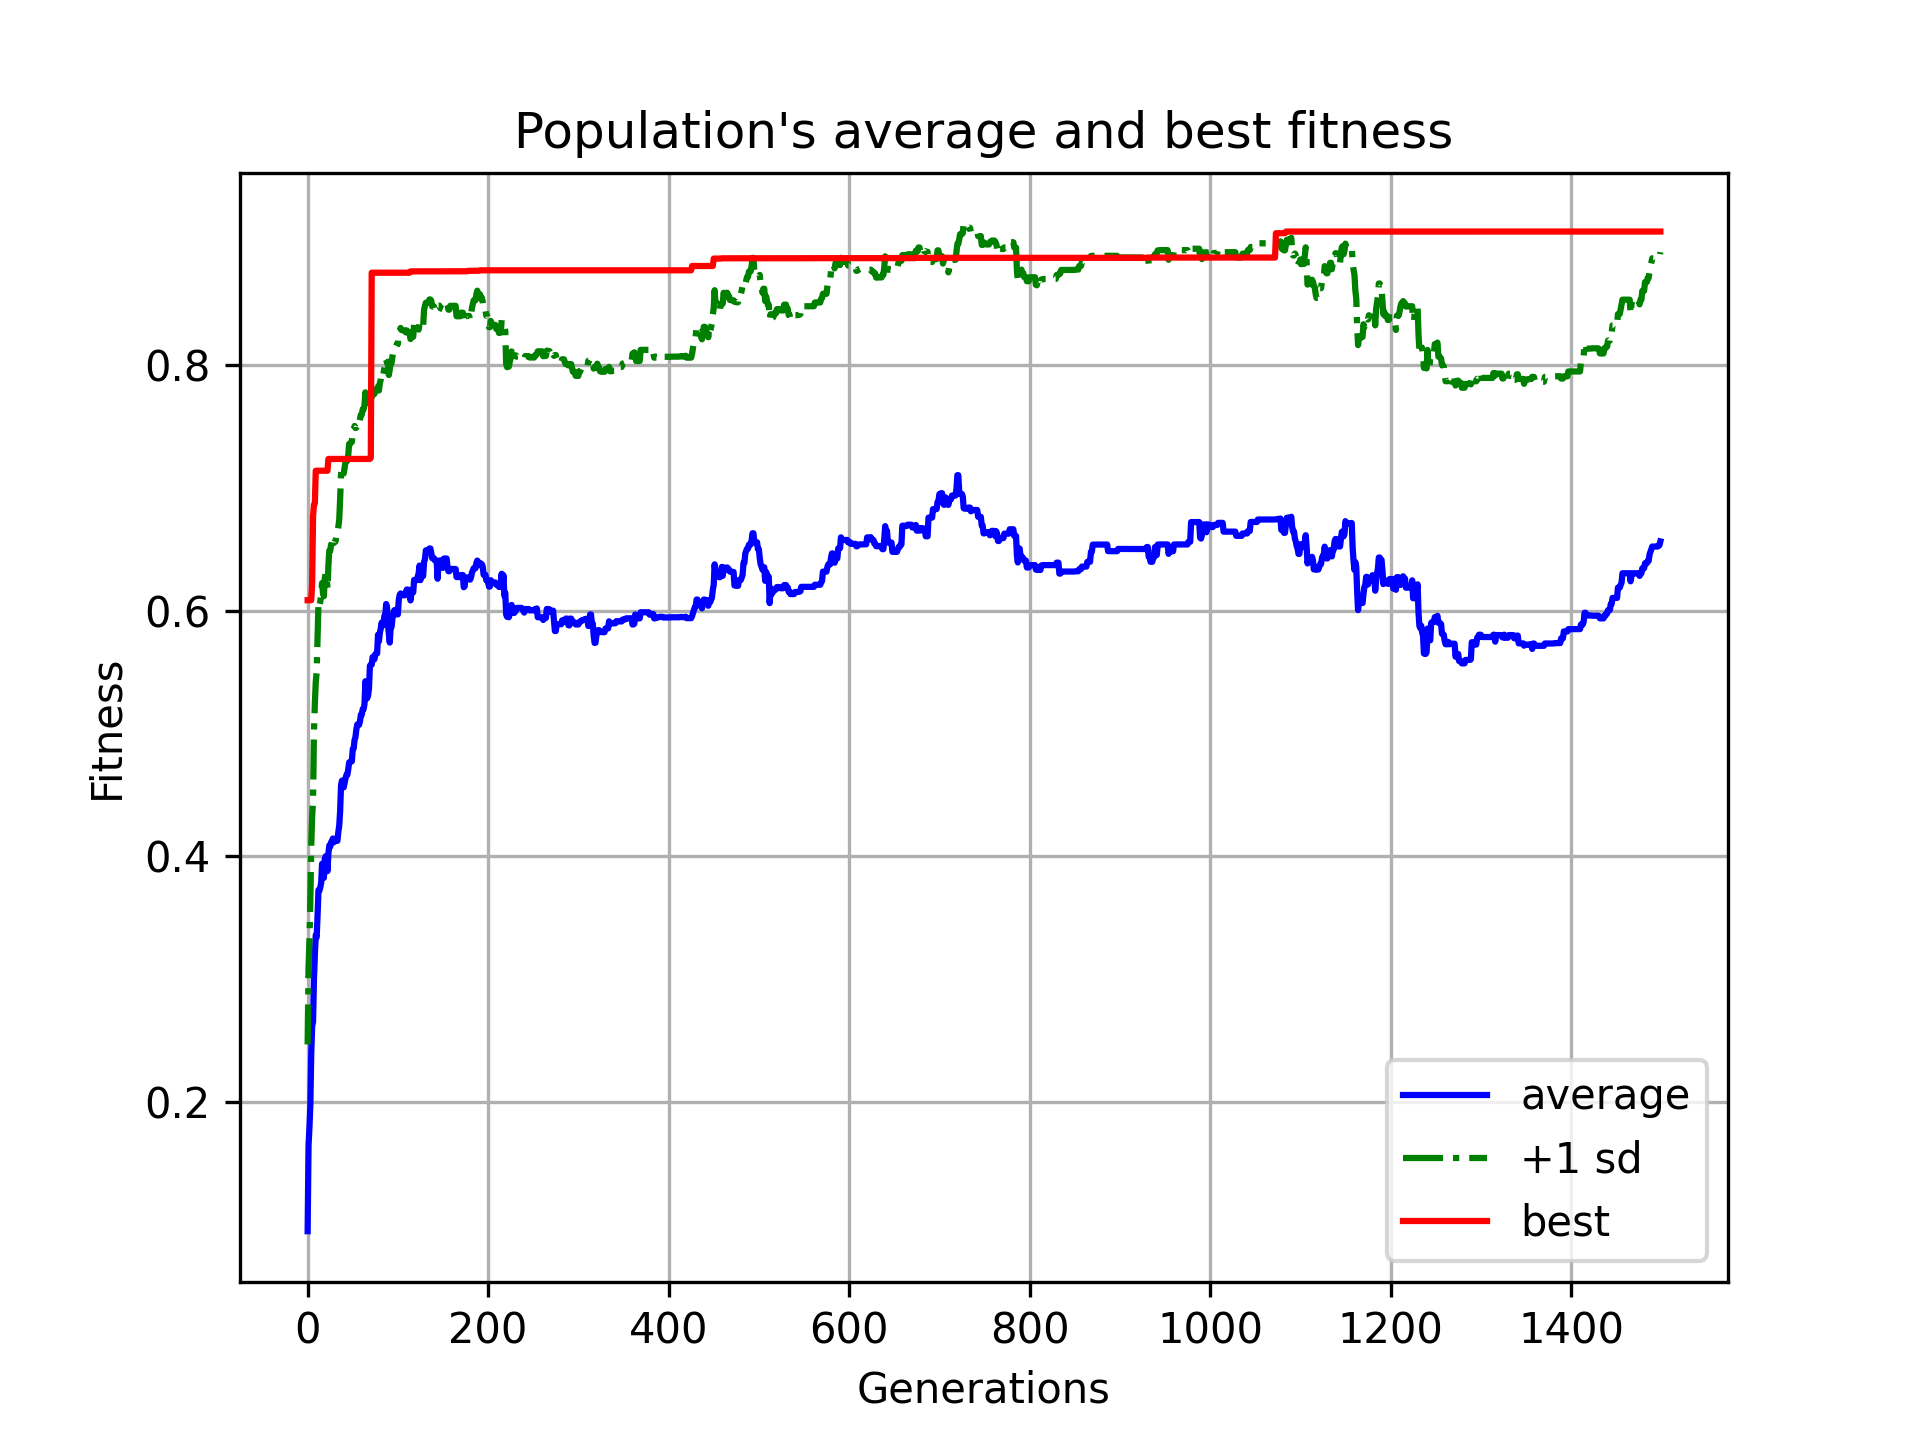 Population's average and best fitness
Fitness
0.8
0.6
0.4
0.2
0 200 400 600 800 1000 1200 1400
Generations
average
+1 sd
best